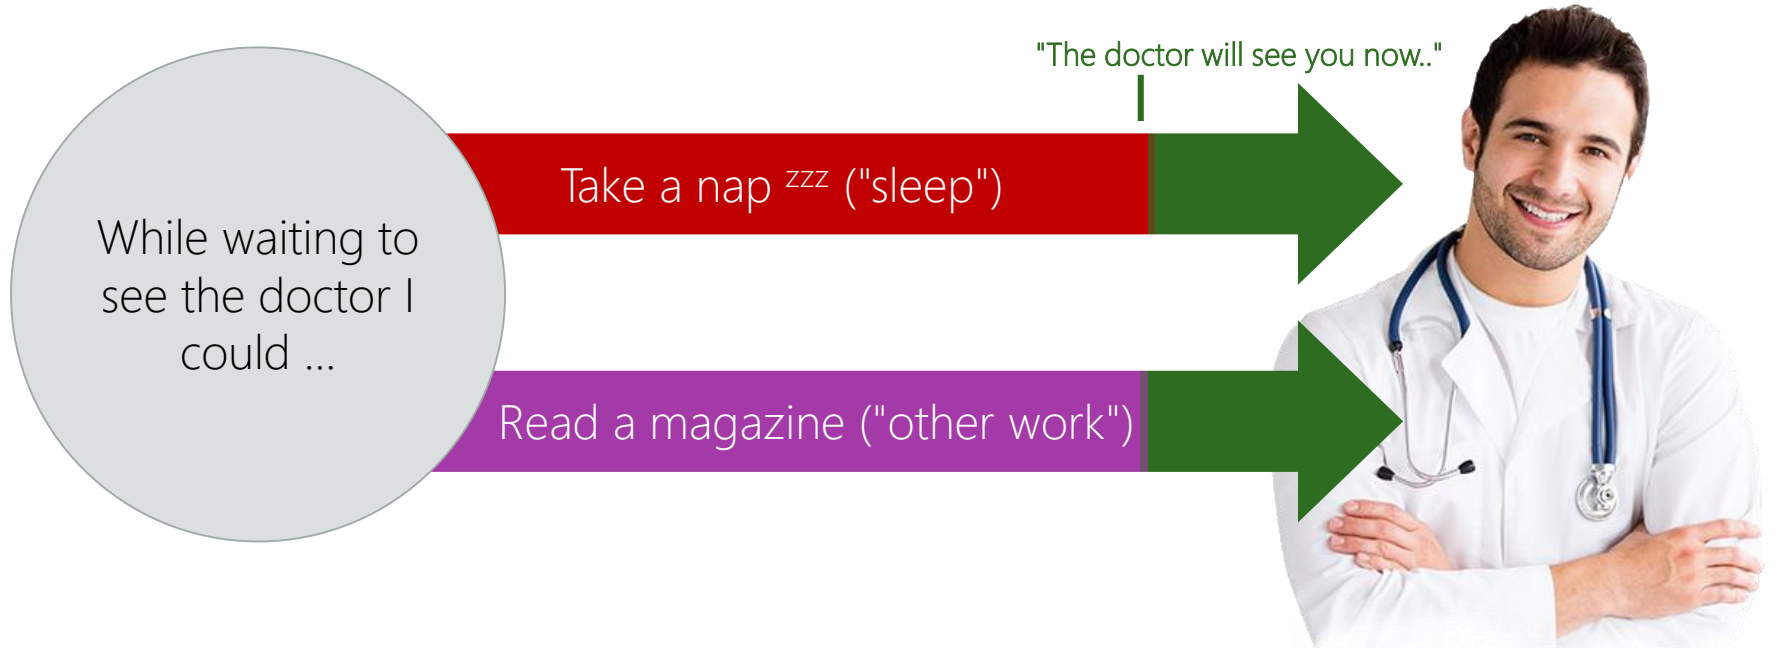 "The doctor will see you now.."
Take a nap zzz ("sleep")
While waiting to
see the doctor I
could ...
Read a magazine ("other work")